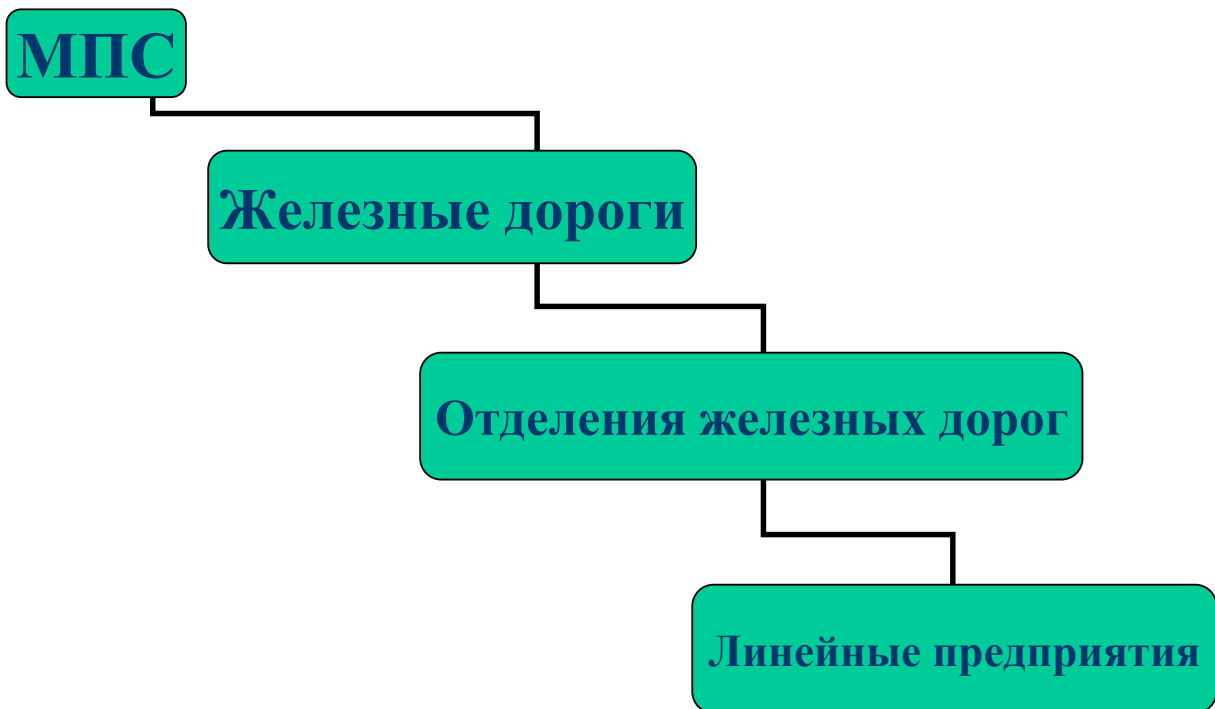 МПС
Железные дороги
Отделения железных дорог
Линейные предприятия